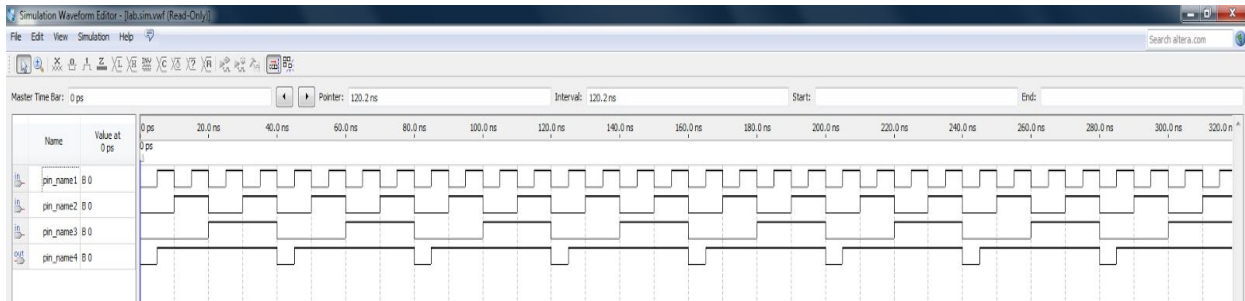 Simulation Waveform Editor - [lab.sim.vwf (Read-Only)]
File Edit View Simulation Help
Search altera.com
Master Time Bar: 0 ps
Pointer: 120.2 ns
Interval: 120.2 ns
Start:
End:
Name
Value at
0 ps
0 ps 20.0 ns 40.0 ns 60.0 ns 80.0 ns 100.0 ns 120.0 ns 140.0 ns 160.0 ns 180.0 ns 200.0 ns 220.0 ns 240.0 ns 260.0 ns 280.0 ns 300.0 ns 320.0 n
0 ps
in pin_name1 B 0
in pin_name2 B 0
in pin_name3 B 0
out pin_name4 B 0